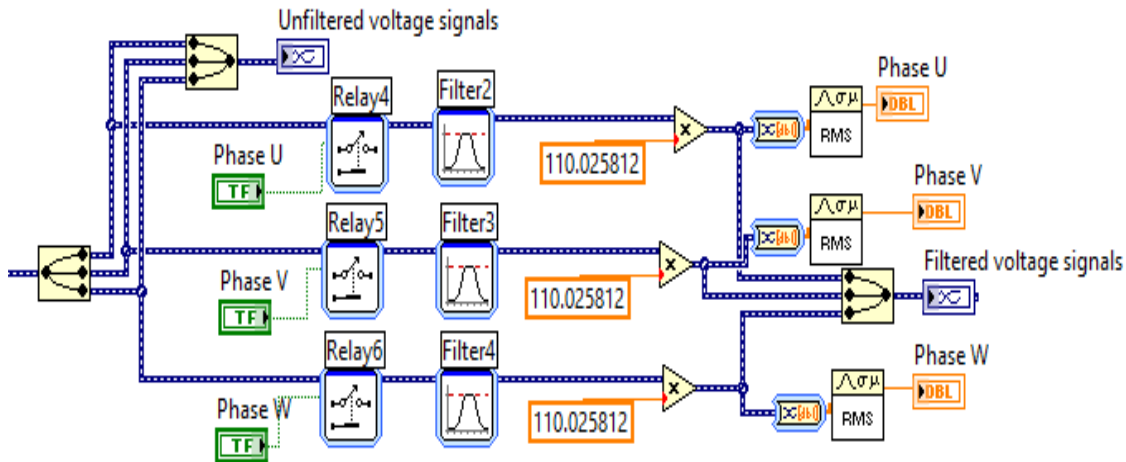 Unfiltered voltage signals
Relay4
Filter2
Phase U
DBL
Phase U
TF
110.025812
RMS
Relay5
Filter3
Phase V
DBL
Phase V
TF
110.025812
RMS
Filtered voltage signals
Relay6
Filter4
Phase W
DBL
Phase W
TF
110.025812
RMS